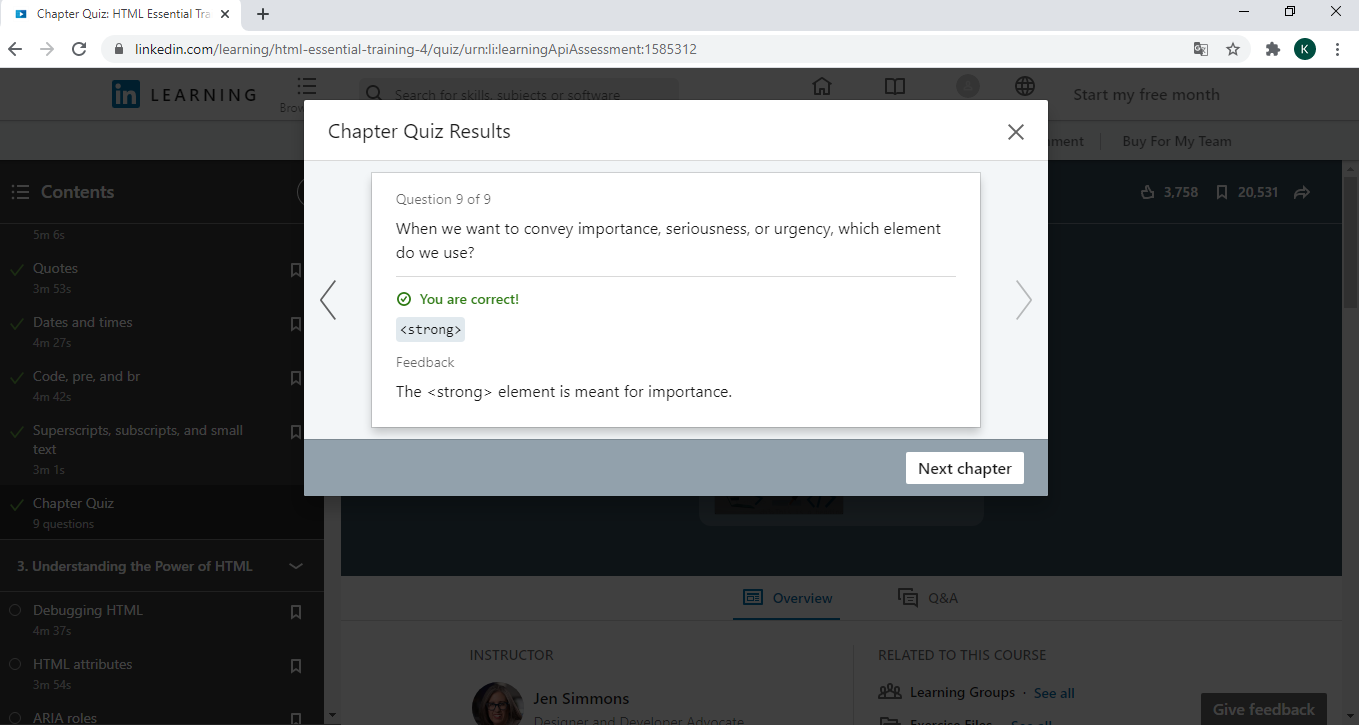 Chapter Quiz: HTML Essential Tra
linkedin.com/learning/html-essential-training-4/quiz/urn:li:learningApiAssessment:1585312
K
in LEARNING
Search for skills, subjects or software
Start my free month
Buy For My Team
Contents
3,758
20,531
5m 6s
Quotes
3m 53s
Dates and times
4m 27s
Code, pre, and br
4m 42s
Superscripts, subscripts, and small
text
3m 1s
Chapter Quiz
9 questions
3. Understanding the Power of HTML
Debugging HTML
4m 37s
HTML attributes
3m 54s
ARIA roles
Chapter Quiz Results
Question 9 of 9
When we want to convey importance, seriousness, or urgency, which element
do we use?
You are correct!
<strong>
Feedback
The <strong> element is meant for importance.
Next chapter
Overview
Q&A
INSTRUCTOR
Jen Simmons
Designer and Developer Advocate
RELATED TO THIS COURSE
Learning Groups · See all
Exercise Files · See all
Give feedback